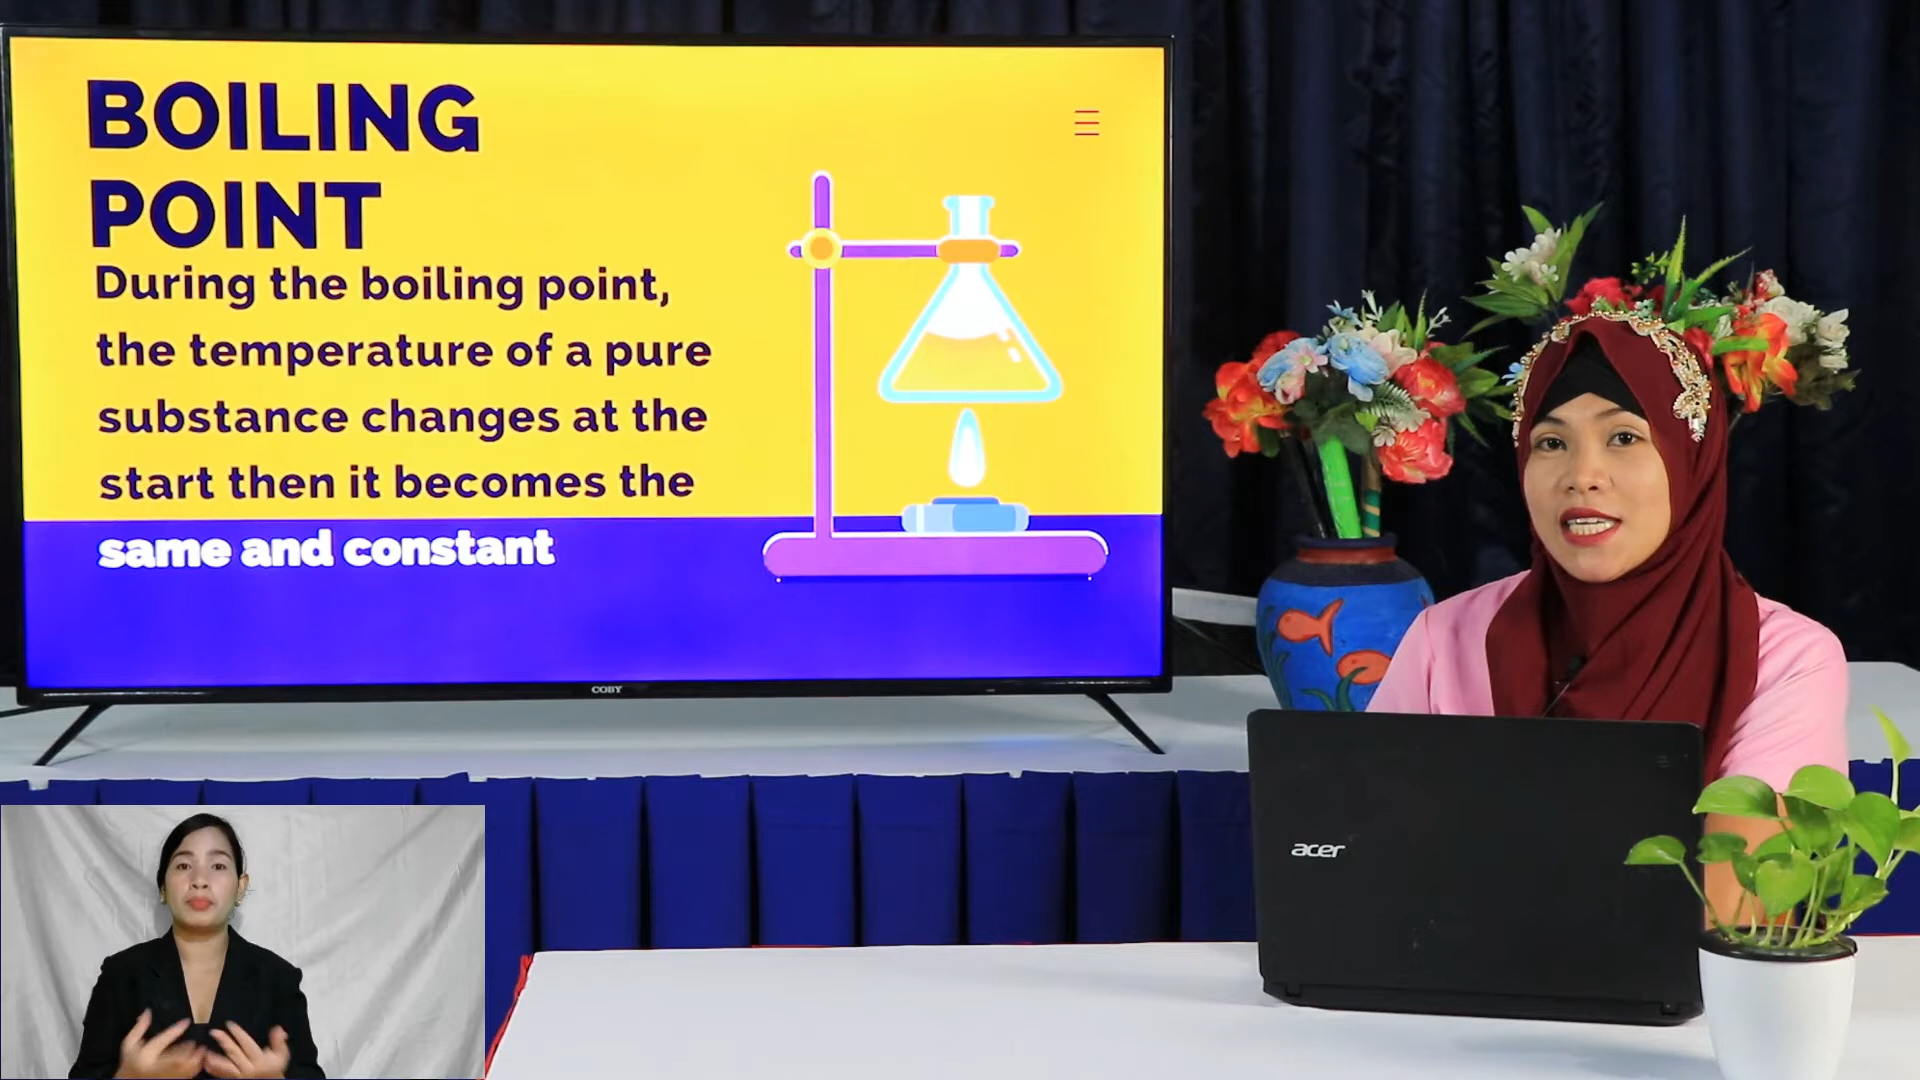 BOILING
POINT
During the boiling point,
the temperature of a pure
substance changes at the
start then it becomes the
same and constant
COBY
acer